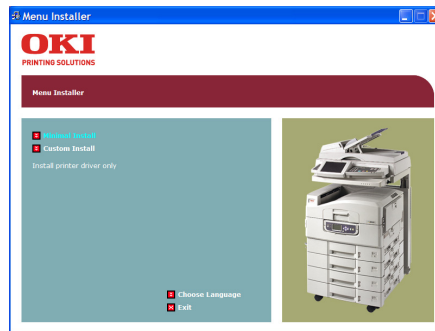 Menu Installer
OKI
PRINTING SOLUTIONS
Menu Installer
Minimal Install
Custom Install
Install printer driver only
Choose Language
Exit